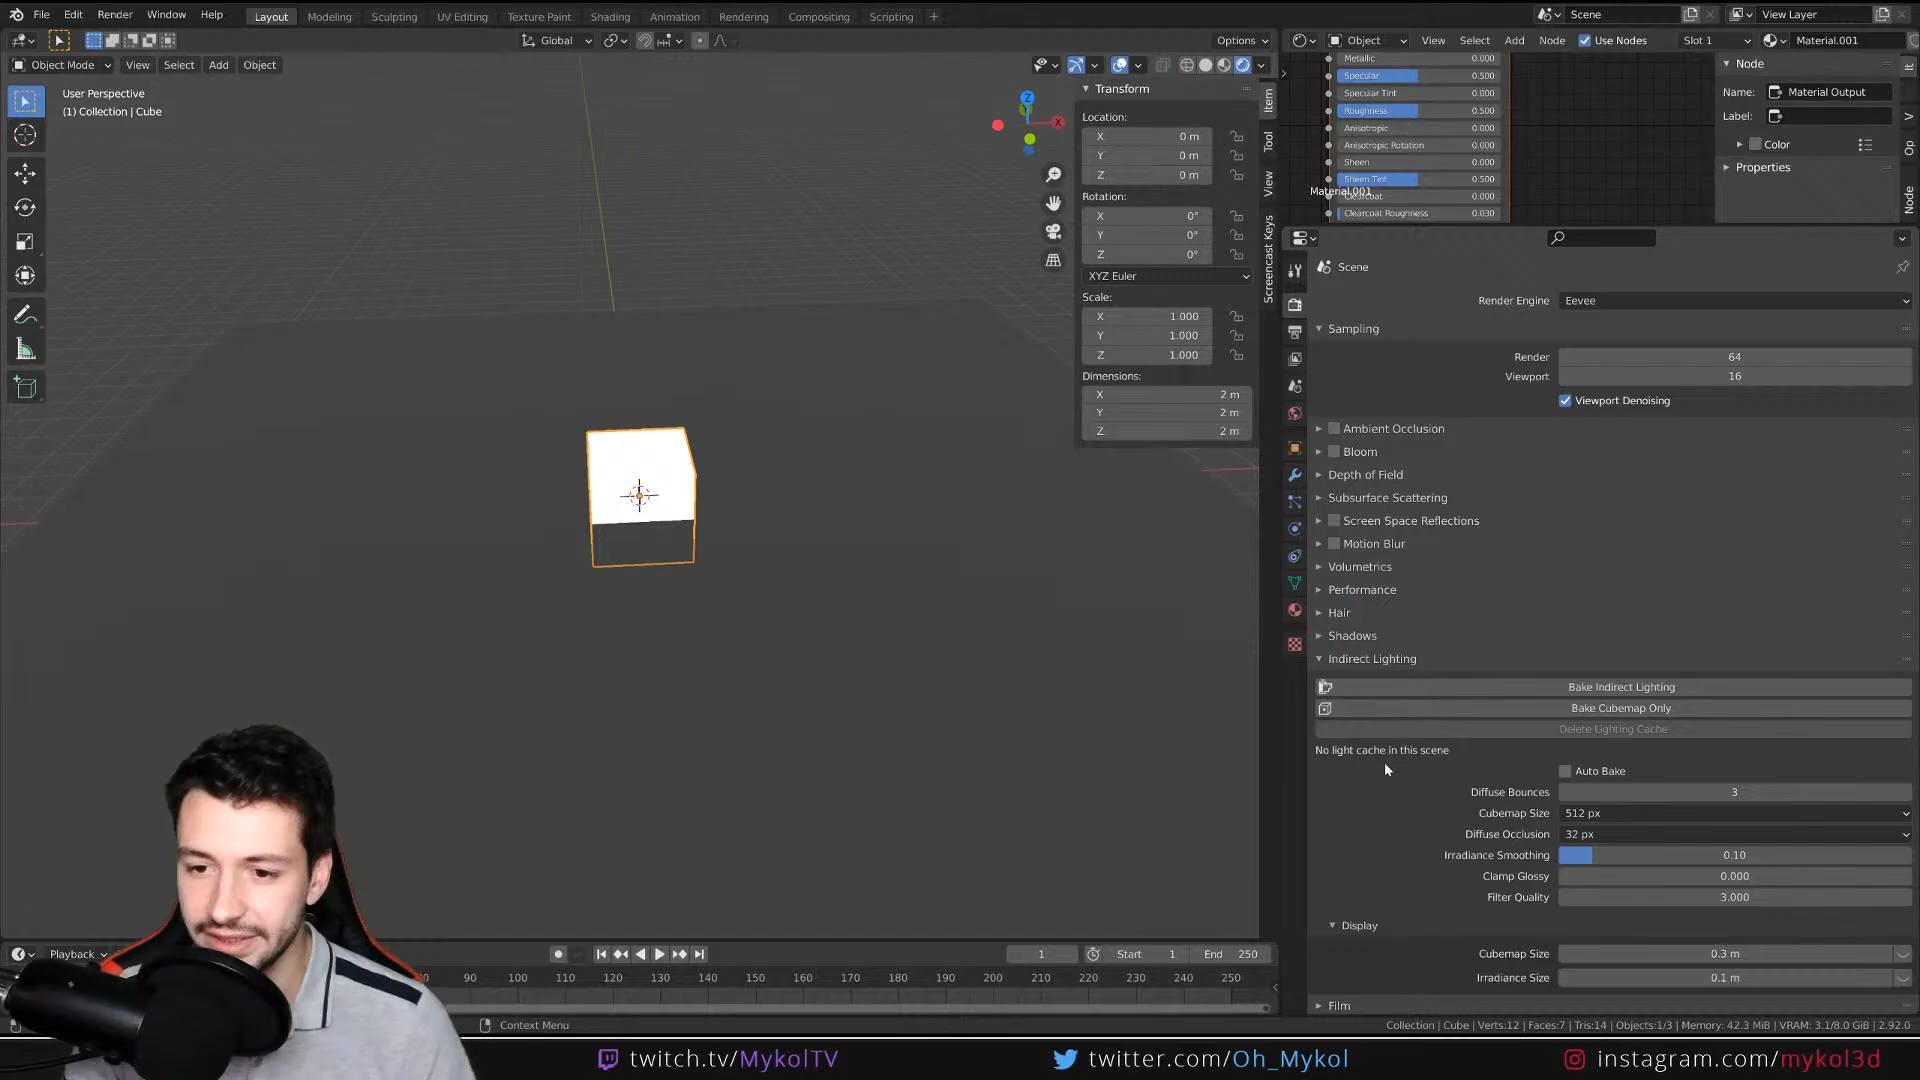 File Edit Render Window Help Layout Modeling Sculpting UV Editing Texture Paint Shading Animation Rendering Compositing Scripting + Scene View Layer
Global Options Object View Select Add Node Use Nodes Slot 1 Material.001
Object Mode View Select Add Object
User Perspective
(1) Collection | Cube
Z
X
Transform
Location:
X 0 m
Y 0 m
Z 0 m
Rotation:
X 0°
Y 0°
Z 0°
XYZ Euler
Scale:
X 1.000
Y 1.000
Z 1.000
Dimensions:
X 2 m
Y 2 m
Z 2 m
Item
Tool
View
Screencast Keys
Metallic 0.000
Specular 0.500
Specular Tint 0.000
Roughness 0.500
Anisotropic 0.000
Anisotropic Rotation 0.000
Sheen 0.000
Sheen Tint 0.500
Material.001
Clearcoat 0.000
Clearcoat Roughness 0.030
Node
Name: Material Output
Label:
Color
Properties
V
Op
Node
Scene
Render Engine Eevee
Sampling
Render 64
Viewport 16
Viewport Denoising
Ambient Occlusion
Bloom
Depth of Field
Subsurface Scattering
Screen Space Reflections
Motion Blur
Volumetrics
Performance
Hair
Shadows
Indirect Lighting
Bake Indirect Lighting
Bake Cubemap Only
Delete Lighting Cache
No light cache in this scene
Auto Bake
Diffuse Bounces 3
Cubemap Size 512 px
Diffuse Occlusion 32 px
Irradiance Smoothing 0.10
Clamp Glossy 0.000
Filter Quality 3.000
Display
Cubemap Size 0.3 m
Irradiance Size 0.1 m
Film
Playback 1 Start 1 End 250
90 100 110 120 130 140 150 160 170 180 190 200 210 220 230 240 250
Context Menu
Collection | Cube | Verts:12 | Faces:7 | Tris:14 | Objects:1/3 | Memory: 42.3 MiB | VRAM: 3.1/8.0 GiB | 2.92.0
twitch.tv/MykolTV twitter.com/Oh_Mykol instagram.com/mykol3d